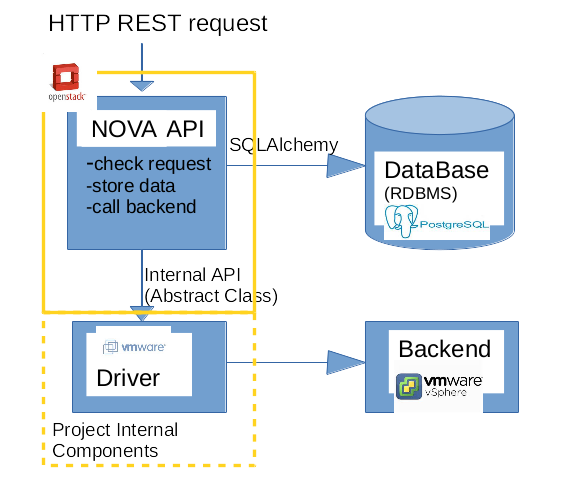 HTTP REST request
openstack
NOVA API
-check request
-store data
-call backend
SQLAlchemy
DataBase
(RDBMS)
PostgreSQL
Internal API
(Abstract Class)
vmware
Driver
Backend
vmware
vSphere
Project Internal
Components